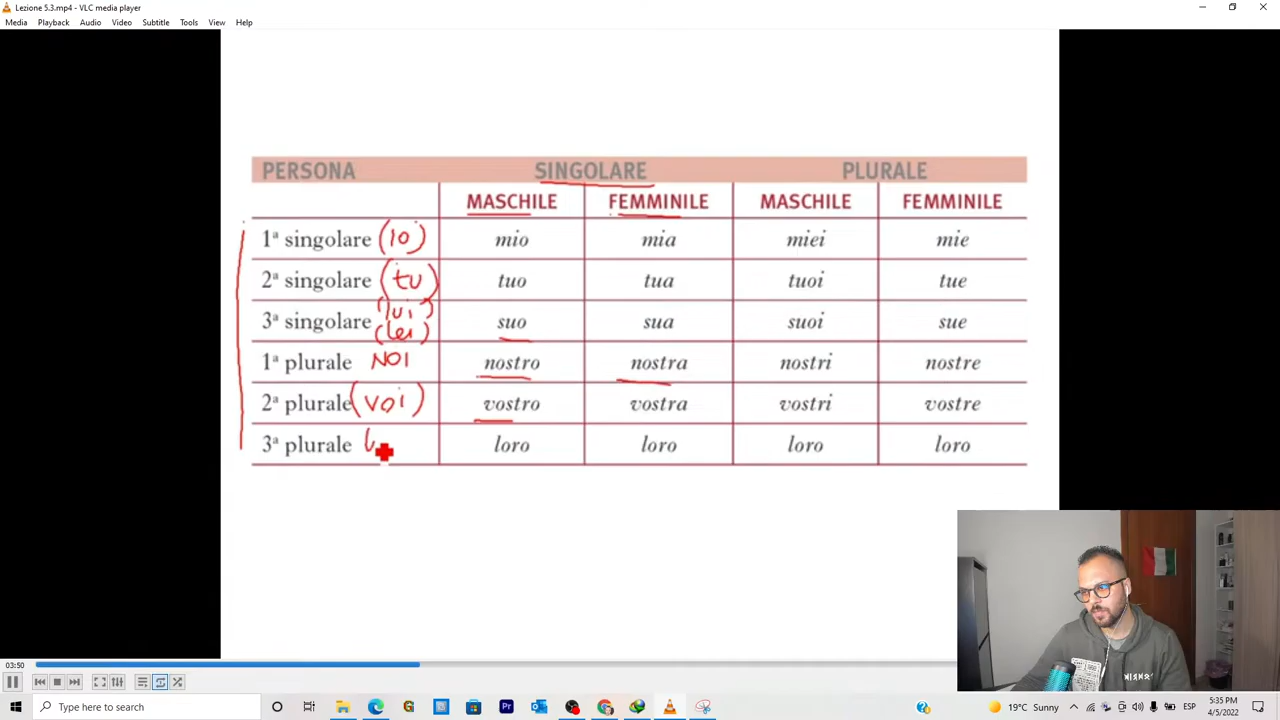 Lezione 5.3.mp4 - VLC media player
Media Playback Audio Video Subtitle Tools View Help
PERSONA SINGOLARE PLURALE
MASCHILE FEMMINILE MASCHILE FEMMINILE
1ª singolare (io) mio mia miei mie
2ª singolare (tu) tuo tua tuoi tue
3ª singolare (lui) (lei) suo sua suoi sue
1ª plurale NOI nostro nostra nostri nostre
2ª plurale (voi) vostro vostra vostri vostre
3ª plurale loro loro loro loro
03:50
Type here to search
19°C Sunny
ESP
5:35 PM
4/5/2022